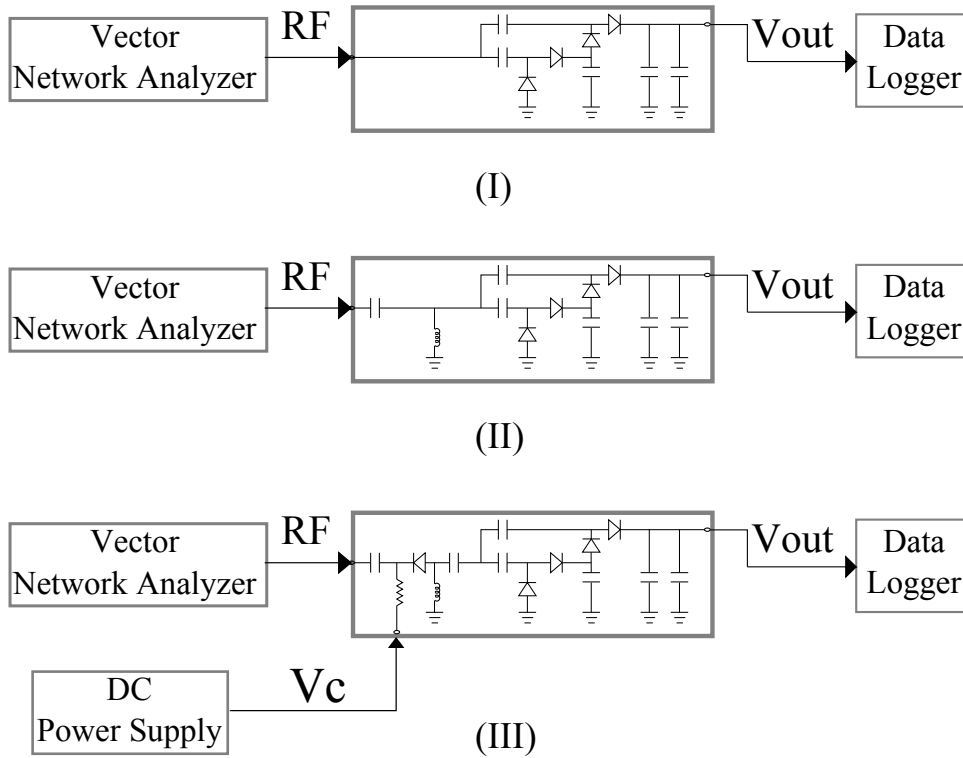 Vector
Network Analyzer
RF
Vout
Data
Logger
(I)
Vector
Network Analyzer
RF
Vout
Data
Logger
(II)
Vector
Network Analyzer
RF
Vout
Data
Logger
DC
Power Supply
Vc
(III)